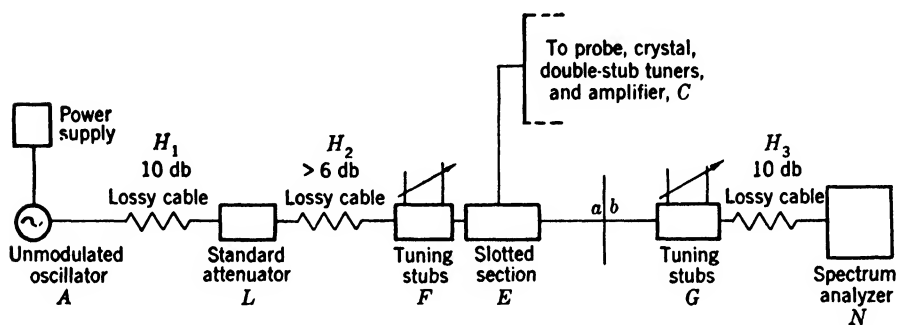 To probe, crystal,
double-stub tuners,
and amplifier, C
Power
supply
H₁
10 db
Lossy cable
H₂
> 6 db
Lossy cable
H₃
10 db
Lossy cable
a b
Unmodulated
oscillator
A
Standard
attenuator
L
Tuning
stubs
F
Slotted
section
E
Tuning
stubs
G
Spectrum
analyzer
N